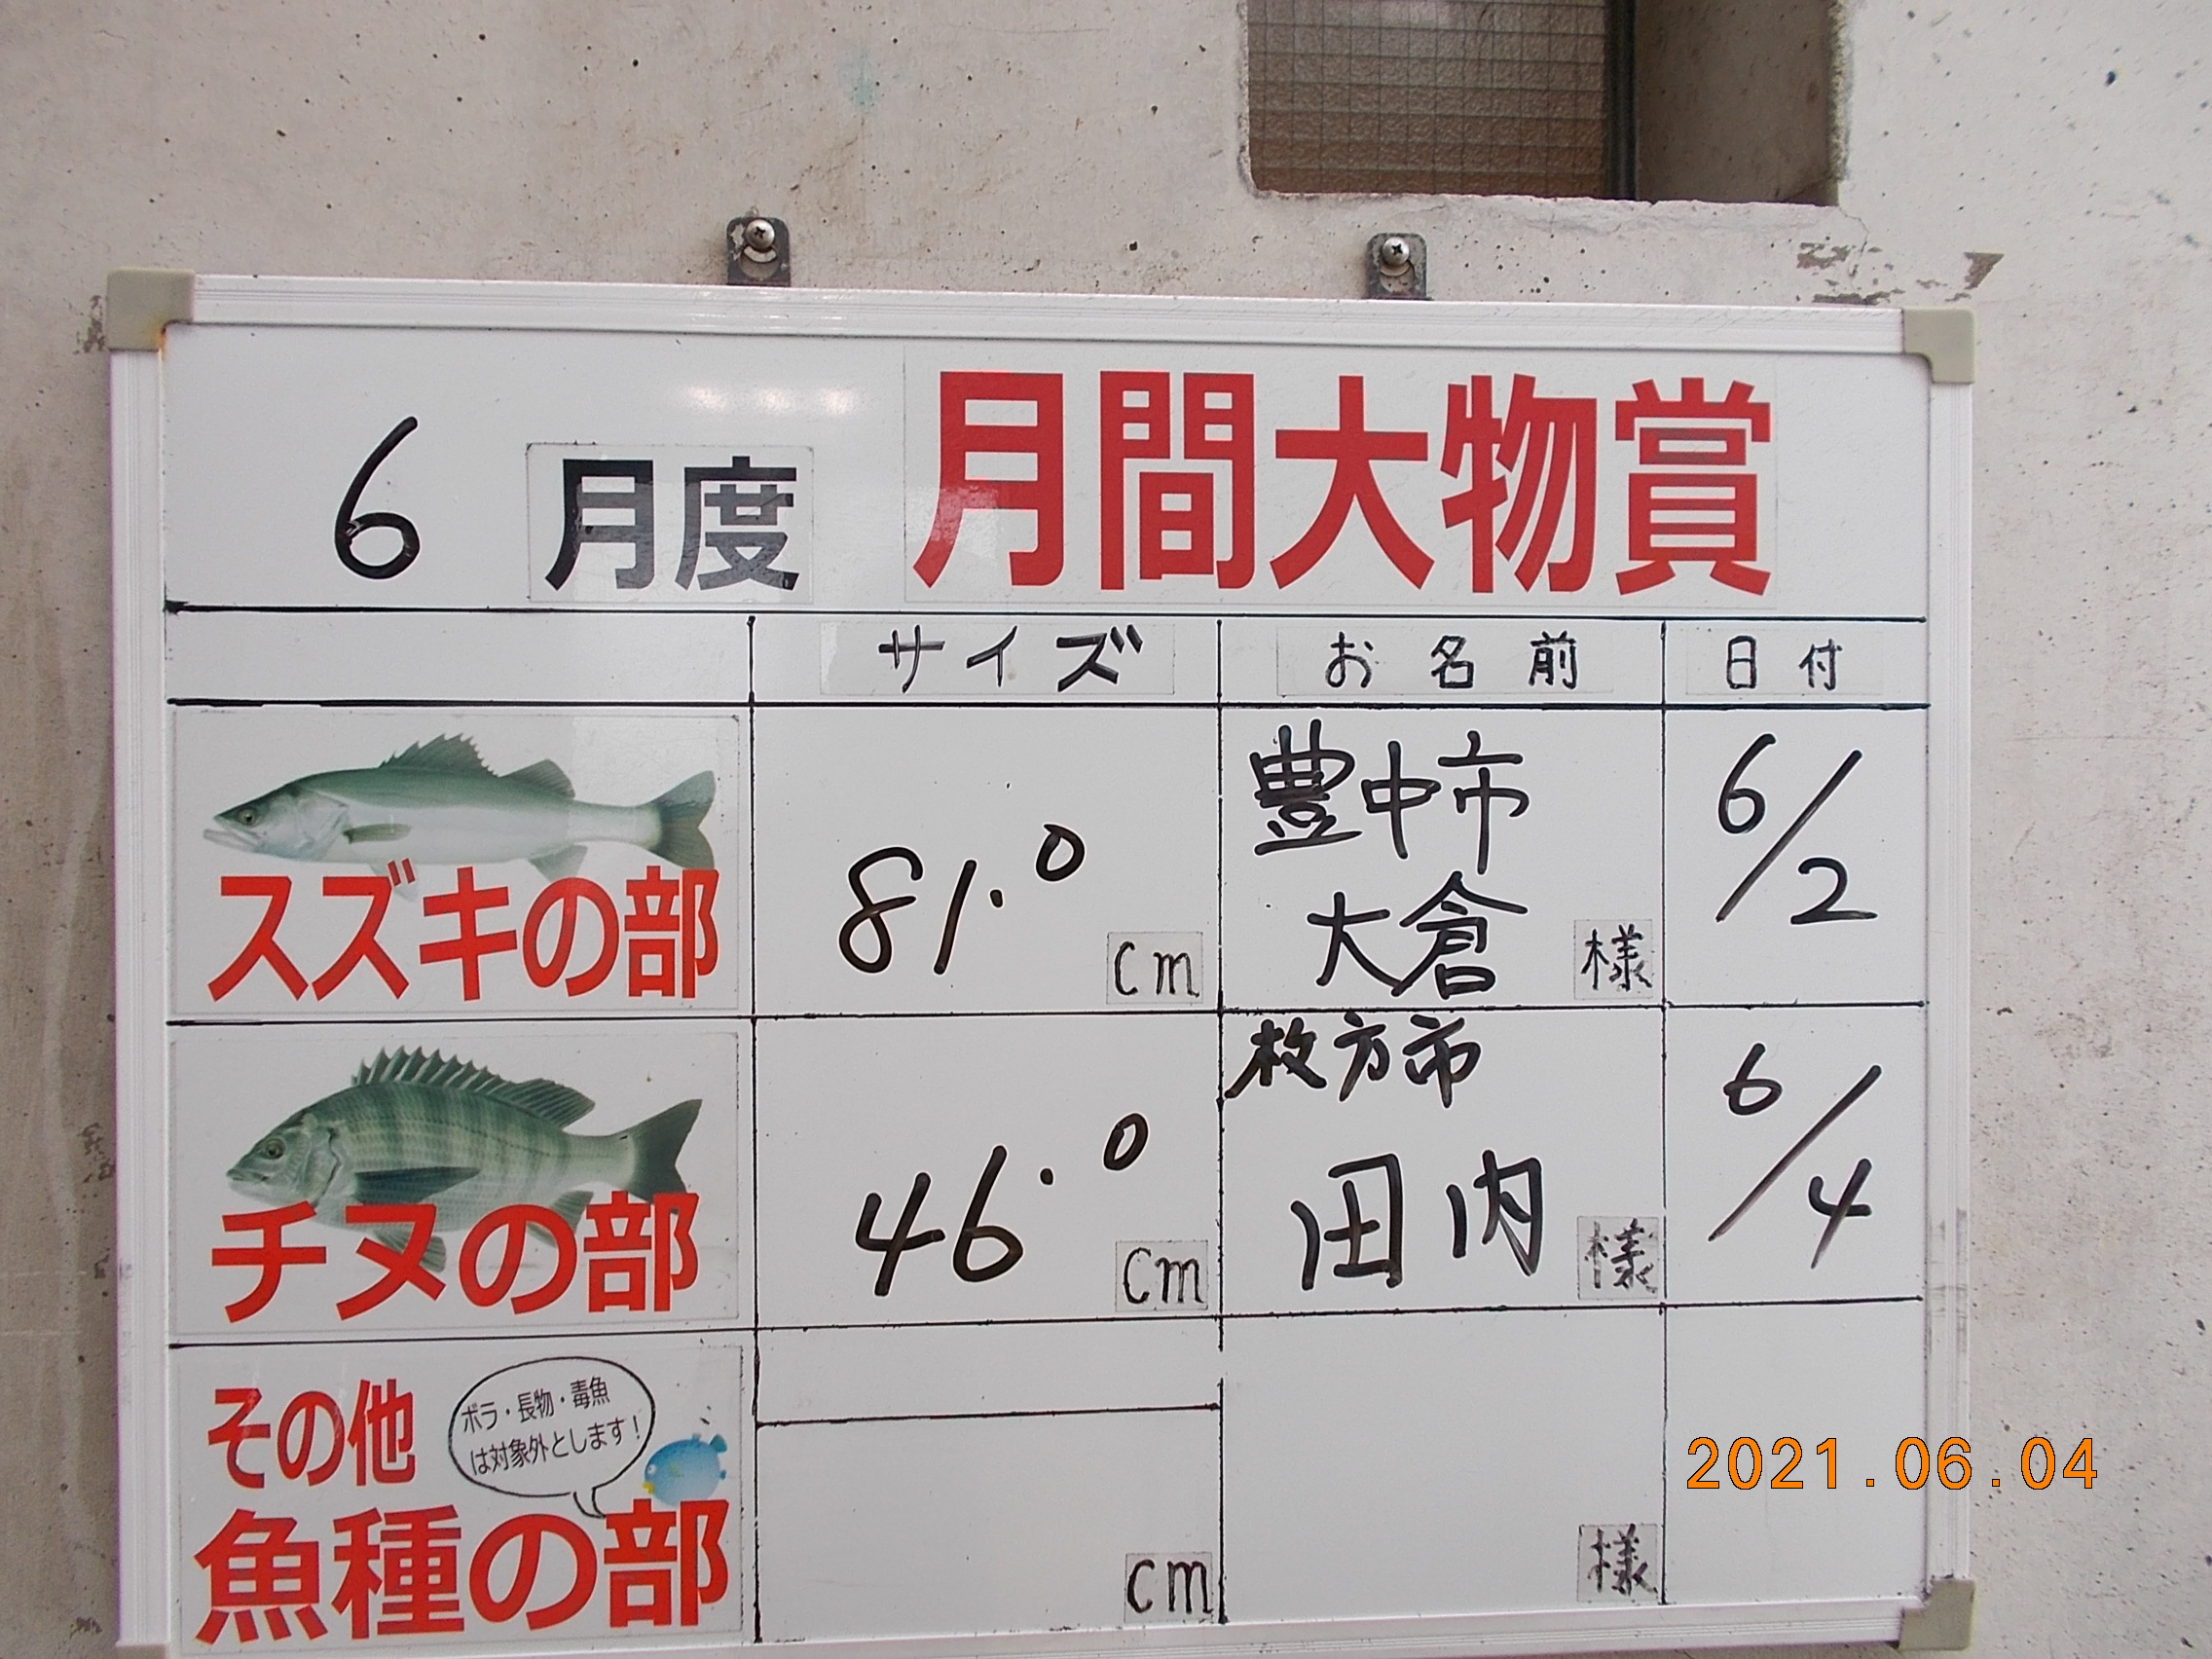 6 月度 月間大物賞
サイズ お名前 日付
スズキの部 81.0 cm 豊中市 大倉 様 6/2
チヌの部 46.0 cm 枚方市 田内 様 6/4
その他
ボラ・長物・毒魚
は対象外とします!
魚種の部 cm 様
2021.06.04